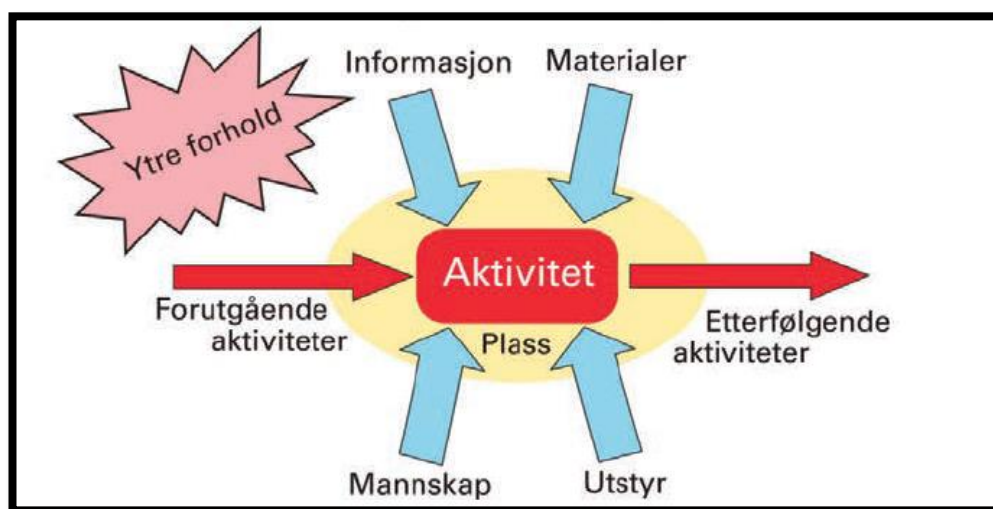 Informasjon
Materialer
Ytre forhold
Aktivitet
Forutgående
aktiviteter
Plass
Etterfølgende
aktiviteter
Mannskap
Utstyr